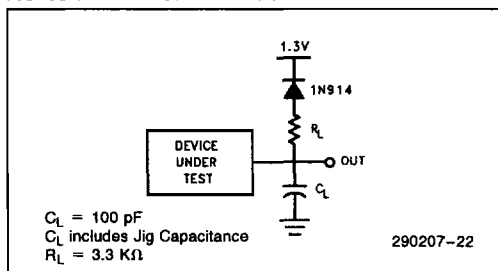 1.3V
1N914
R_L
DEVICE
UNDER
TEST
OUT
C_L
C_L = 100 pF
C_L includes Jig Capacitance
R_L = 3.3 KΩ
290207-22